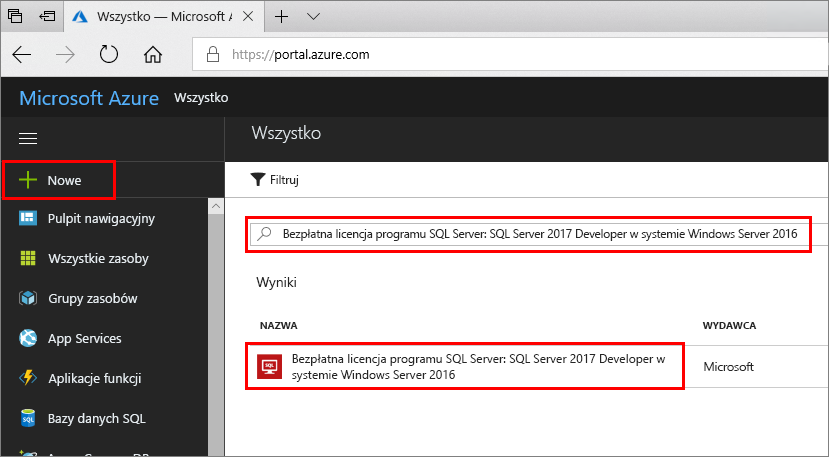 Wszystko — Microsoft A
https://portal.azure.com
Microsoft Azure Wszystko
Wszystko
Nowe
Filtruj
Pulpit nawigacyjny
Wszystkie zasoby
Grupy zasobów
App Services
Aplikacje funkcji
Bazy danych SQL
Bezpłatna licencja programu SQL Server: SQL Server 2017 Developer w systemie Windows Server 2016
Wyniki
NAZWA WYDAWCA
SQL
Bezpłatna licencja programu SQL Server: SQL Server 2017 Developer w
systemie Windows Server 2016
Microsoft